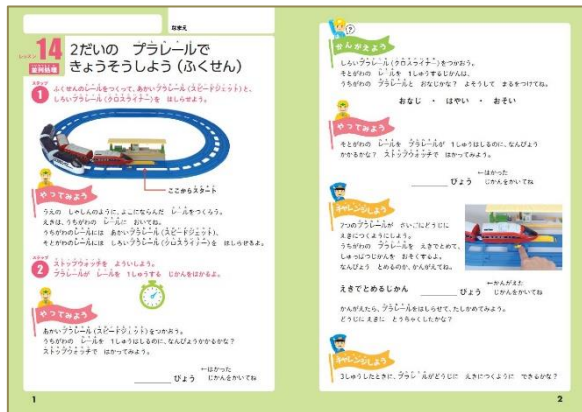 なまえ
レッスン
14
並列処理
2だいの プラレールで
きょうそうしよう(ふくせん)
ステップ
1
ふくせんのレールをつくって、あかいプラレール(スピードジェット)と、
しろいプラレール(クロスライナー)を はしらせよう。
ここからスタート
やってみよう
うえの しゃしんのように、よこにならんだ レールをつくろう。
えきは、うちがわの レールに おいてね。
うちがわのレールには あかいプラレール(スピードジェット)、
そとがわのレールには しろいプラレール(クロスライナー)を はしらせるよ。
ステップ
2
ストップウォッチを よういしよう。
プラレールが レールを 1しゅうする じかんをはかるよ。
やってみよう
あかいプラレール(スピードジェット)をつかおう。
うちがわの レールを 1しゅうはしるのに、なんびょうかかるかな?
ストップウォッチで はかってみよう。
びょう
←はかった
じかんをかいてね
1
かんがえよう
しろいプラレール(クロスライナー)をつかおう。
そとがわの レールを 1しゅうするじかんは、
うちがわの プラレールと おなじかな? よそうして まるをつけてね。
おなじ ・ はやい ・ おそい
やってみよう
そとがわの レールを プラレールが 1しゅうはしるのに、なんびょう
かかるかな? ストップウォッチで はかってみよう。
びょう
←はかった
じかんをかいてね
チャレンジしよう
2つのプラレールが さいごにどうじに
えきにつくようにしよう。
うちがわの プラレールを えきでとめて、
しゅっぱつじかんを おそくするよ。
なんびょう とめるのか、かんがえてね。
えきでとめるじかん
びょう
←かんがえた
じかんをかいてね
かんがえたら、プラレールをはしらせて、たしかめてみよう。
どうじに えきに とうちゃくしたかな?
チャレンジしよう
3しゅうしたときに、プラレールがどうじに えきにつくように できるかな?
2